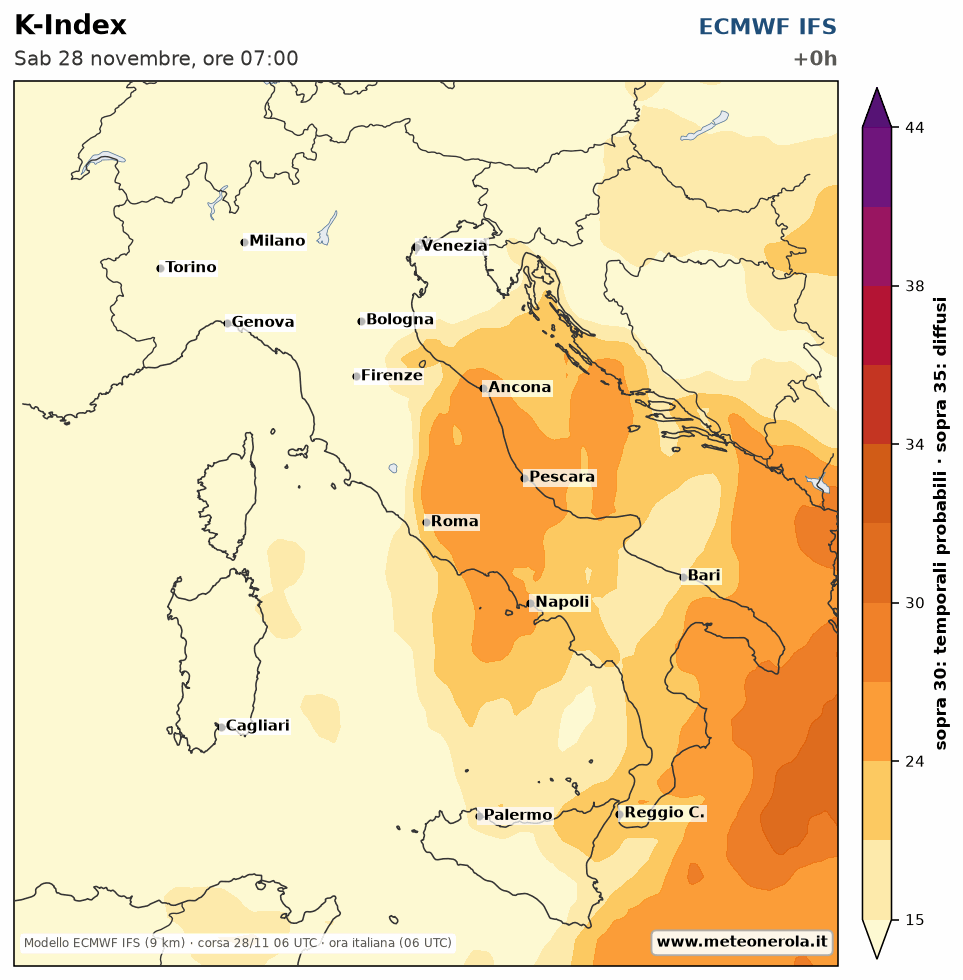 K-Index
ECMWF IFS
Sab 28 novembre, ore 07:00
+0h
44
38
34
30
24
15
sopra 30: temporali probabili · sopra 35: diffusi
Milano
Venezia
Torino
Genova
Bologna
Firenze
Ancona
Pescara
Roma
Bari
Napoli
Cagliari
Palermo
Reggio C.
Modello ECMWF IFS (9 km) · corsa 28/11 06 UTC · ora italiana (06 UTC)
www.meteonerola.it